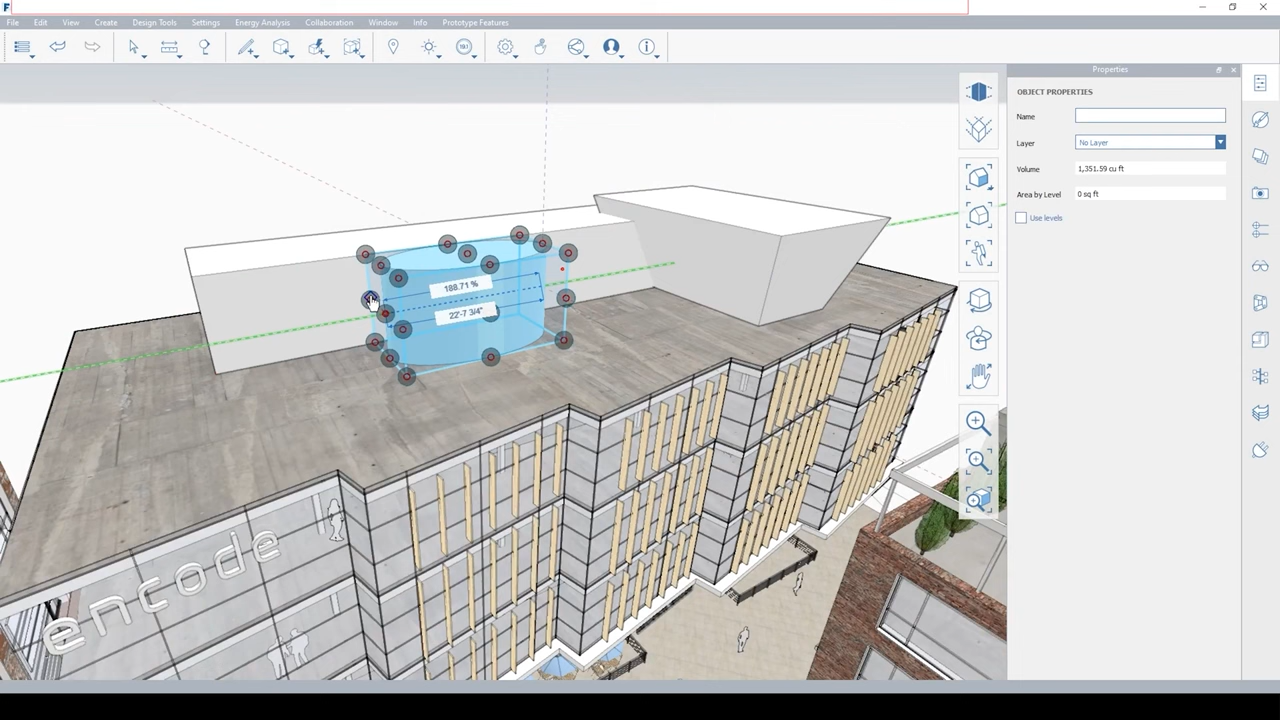 File Edit View Create Design Tools Settings Energy Analysis Collaboration Window Info Prototype Features
Properties
OBJECT PROPERTIES
Name
Layer No Layer
Volume 1,351.59 cu ft
Area by Level 0 sq ft
Use levels
188.71 %
22'-7 3/4"
encode